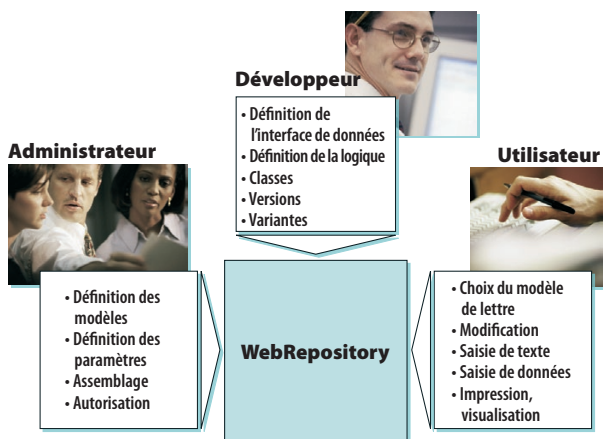 Développeur
• Définition de
l'interface de données
• Définition de la logique
• Classes
• Versions
• Variantes
Administrateur
• Définition des
modèles
• Définition des
paramètres
• Assemblage
• Autorisation
Utilisateur
• Choix du modèle
de lettre
• Modification
• Saisie de texte
• Saisie de données
• Impression,
visualisation
WebRepository